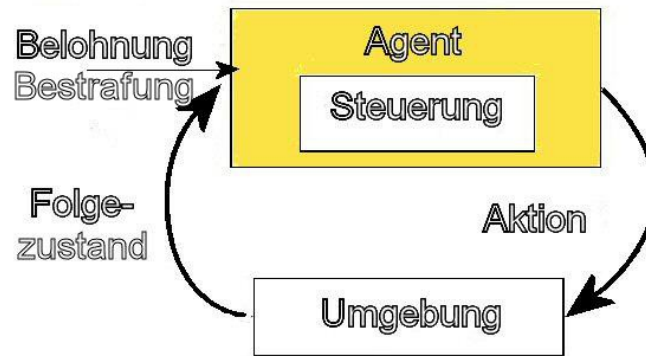 Belohnung
Bestrafung
Agent
Steuerung
Folge-
zustand
Aktion
Umgebung